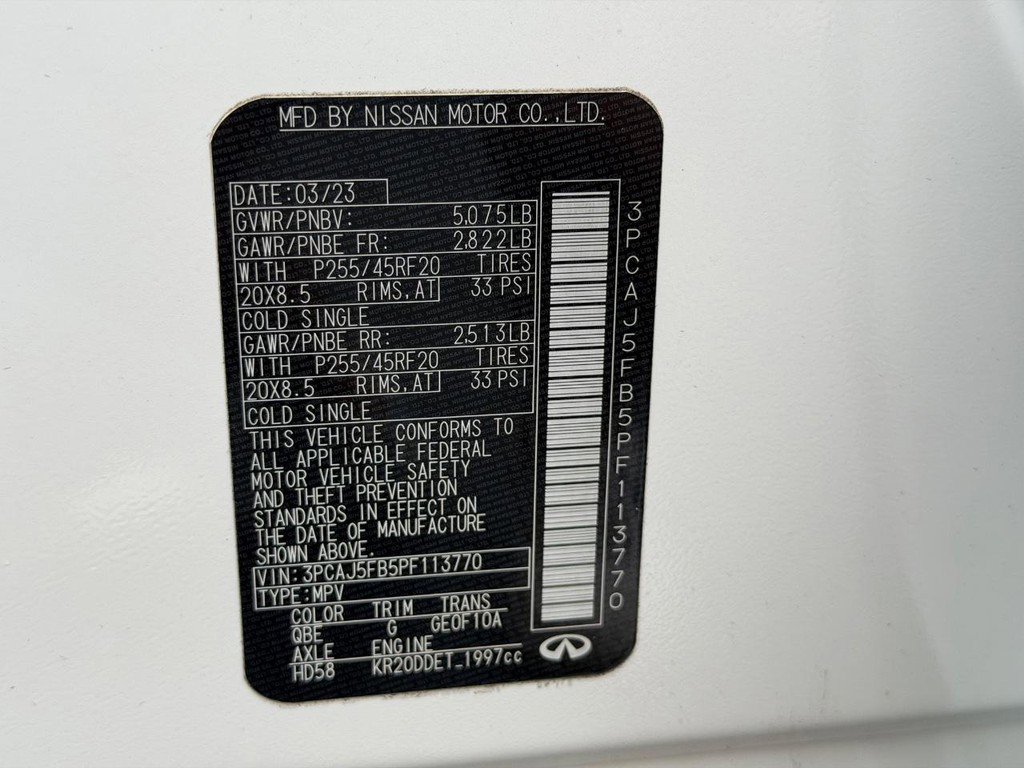 MFD BY NISSAN MOTOR CO.,LTD.
DATE:03/23
GVWR/PNBV: 5,075LB
GAWR/PNBE FR: 2,822LB
WITH P255/45RF20 TIRES
20X8.5 RIMS,AT 33 PSI
COLD SINGLE
GAWR/PNBE RR: 2,513LB
WITH P255/45RF20 TIRES
20X8.5 RIMS,AT 33 PSI
COLD SINGLE
THIS VEHICLE CONFORMS TO
ALL APPLICABLE FEDERAL
MOTOR VEHICLE SAFETY
AND THEFT PREVENTION
STANDARDS IN EFFECT ON
THE DATE OF MANUFACTURE
SHOWN ABOVE.
VIN:3PCAJ5FB5PF113770
TYPE:MPV
COLOR TRIM TRANS
QBE G GE0F10A
AXLE ENGINE
HD58 KR20DDET_1997cc
3PCAJ5FB5PF113770